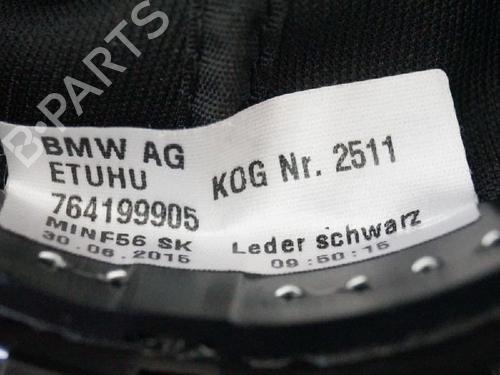 B·PARTS
BMW AG
ETUHU
764199905
MINF56 SK
30.06.2015
KOG Nr. 2511
Leder schwarz
09:50:15